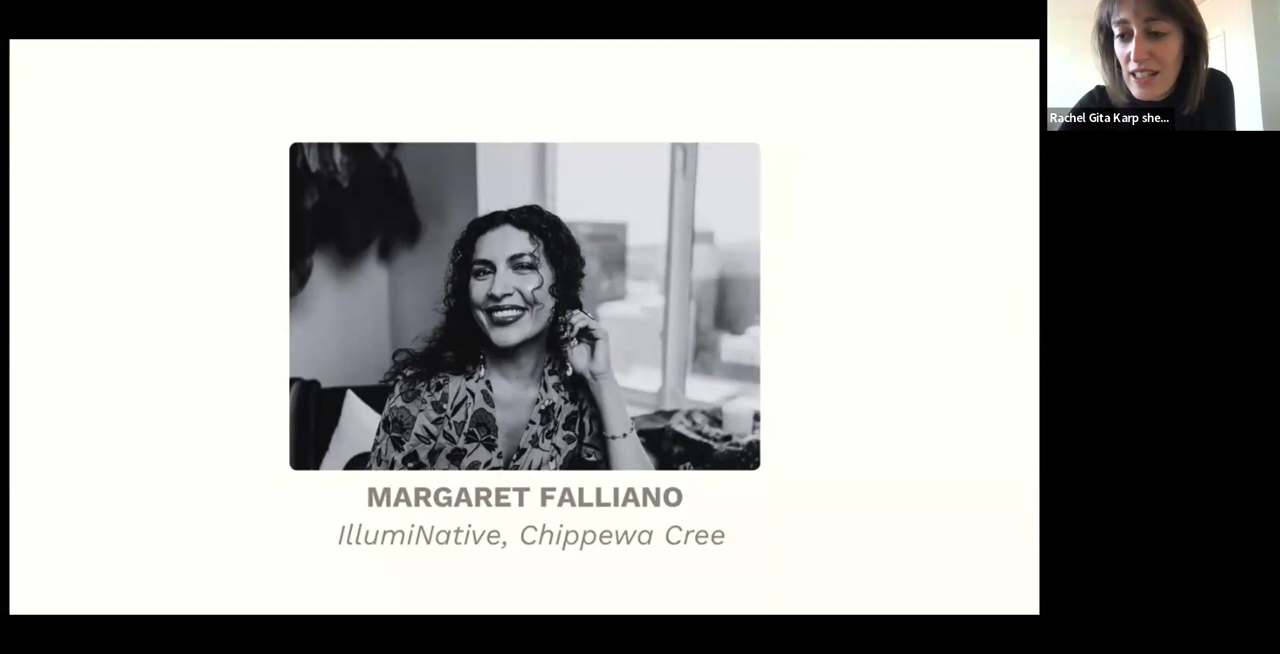 Rachel Gita Karp she...
MARGARET FALLIANO
IllumiNative, Chippewa Cree